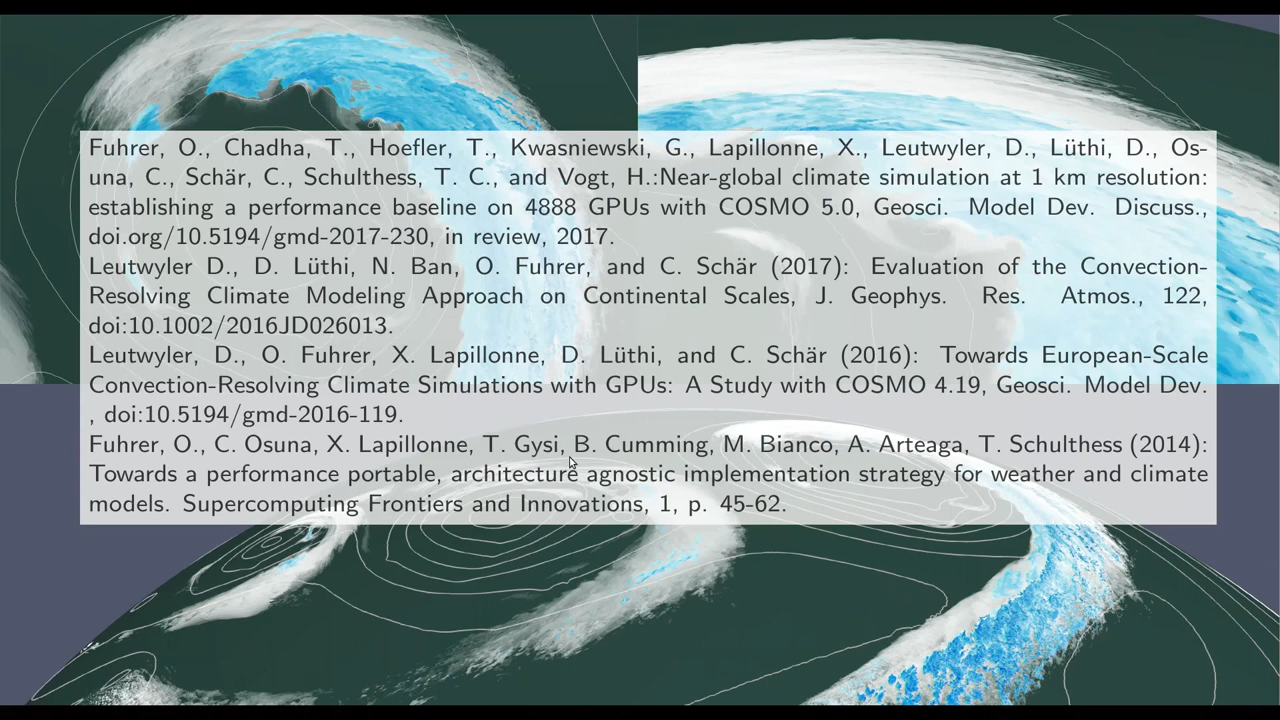 Fuhrer, O., Chadha, T., Hoefler, T., Kwasniewski, G., Lapillonne, X., Leutwyler, D., Lüthi, D., Os-
una, C., Schär, C., Schulthess, T. C., and Vogt, H.:Near-global climate simulation at 1 km resolution:
establishing a performance baseline on 4888 GPUs with COSMO 5.0, Geosci. Model Dev. Discuss.,
doi.org/10.5194/gmd-2017-230, in review, 2017.
Leutwyler D., D. Lüthi, N. Ban, O. Fuhrer, and C. Schär (2017): Evaluation of the Convection-
Resolving Climate Modeling Approach on Continental Scales, J. Geophys. Res. Atmos., 122,
doi:10.1002/2016JD026013.
Leutwyler, D., O. Fuhrer, X. Lapillonne, D. Lüthi, and C. Schär (2016): Towards European-Scale
Convection-Resolving Climate Simulations with GPUs: A Study with COSMO 4.19, Geosci. Model Dev.
, doi:10.5194/gmd-2016-119.
Fuhrer, O., C. Osuna, X. Lapillonne, T. Gysi, B. Cumming, M. Bianco, A. Arteaga, T. Schulthess (2014):
Towards a performance portable, architecture agnostic implementation strategy for weather and climate
models. Supercomputing Frontiers and Innovations, 1, p. 45-62.